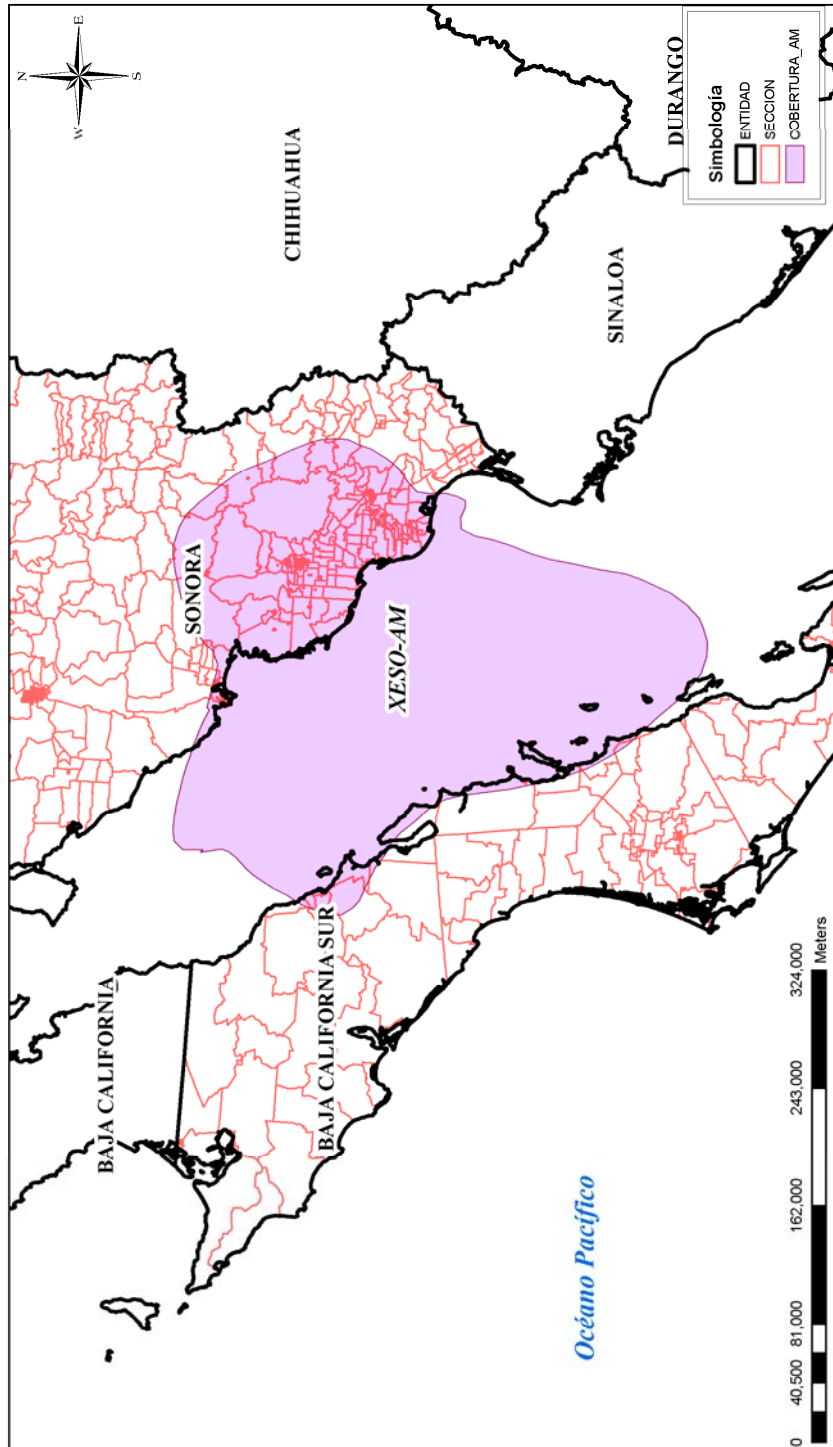 N
W
E
S
BAJA CALIFORNIA
SONORA
CHIHUAHUA
BAJA CALIFORNIA SUR
XESO-AM
SINALOA
DURANGO
Océano Pacífico
Simbología
ENTIDAD
SECCION
COBERTURA_AM
0 40,500 81,000 162,000 243,000 324,000
Meters